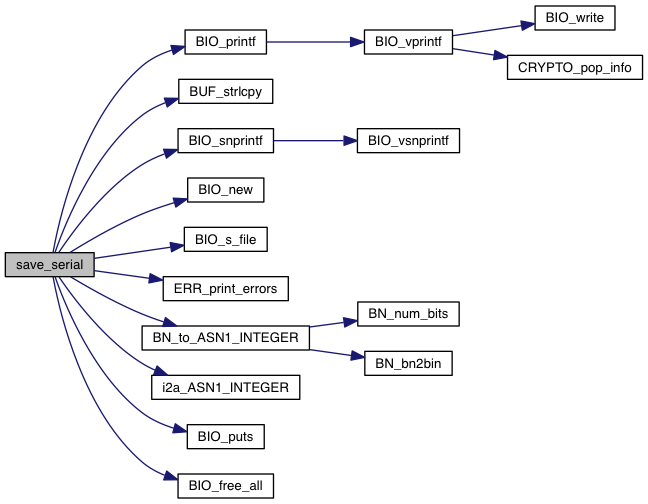 BIO_write
BIO_printf
BIO_vprintf
CRYPTO_pop_info
BUF_strlcpy
BIO_snprintf
BIO_vsnprintf
BIO_new
BIO_s_file
save_serial
ERR_print_errors
BN_num_bits
BN_to_ASN1_INTEGER
BN_bn2bin
i2a_ASN1_INTEGER
BIO_puts
BIO_free_all